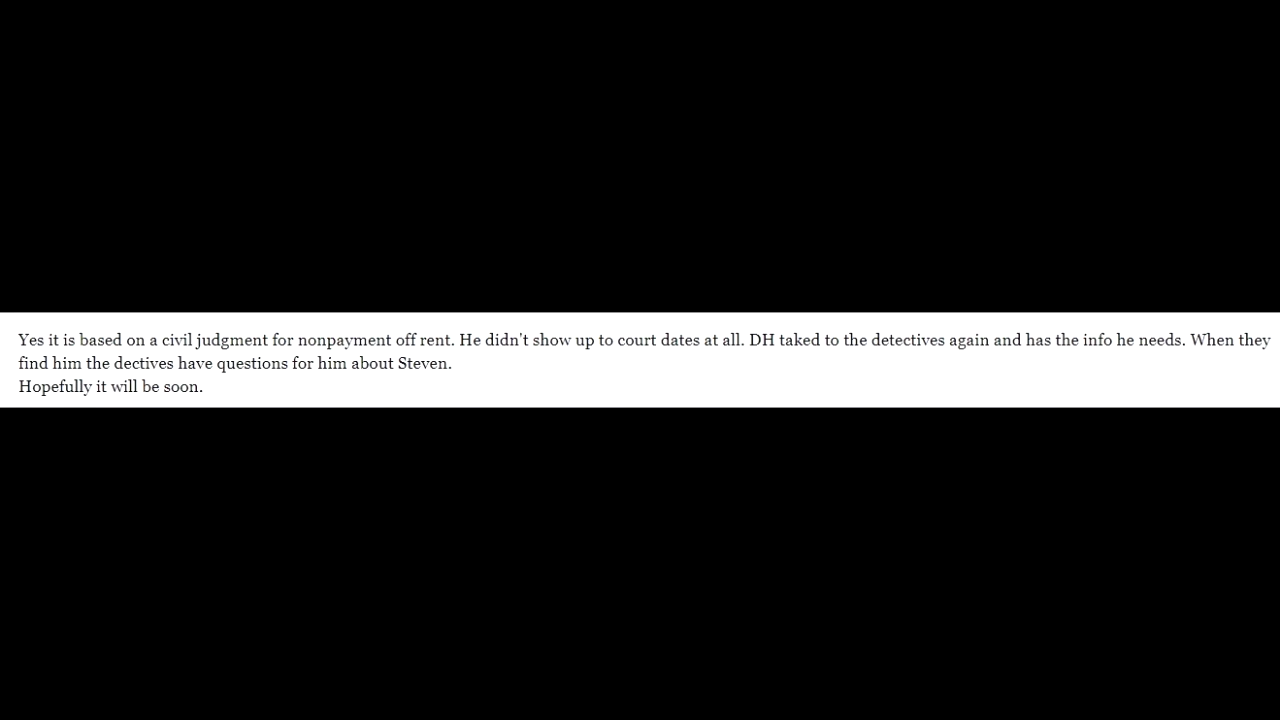 Yes it is based on a civil judgment for nonpayment off rent. He didn't show up to court dates at all. DH taked to the detectives again and has the info he needs. When they
find him the dectives have questions for him about Steven.
Hopefully it will be soon.